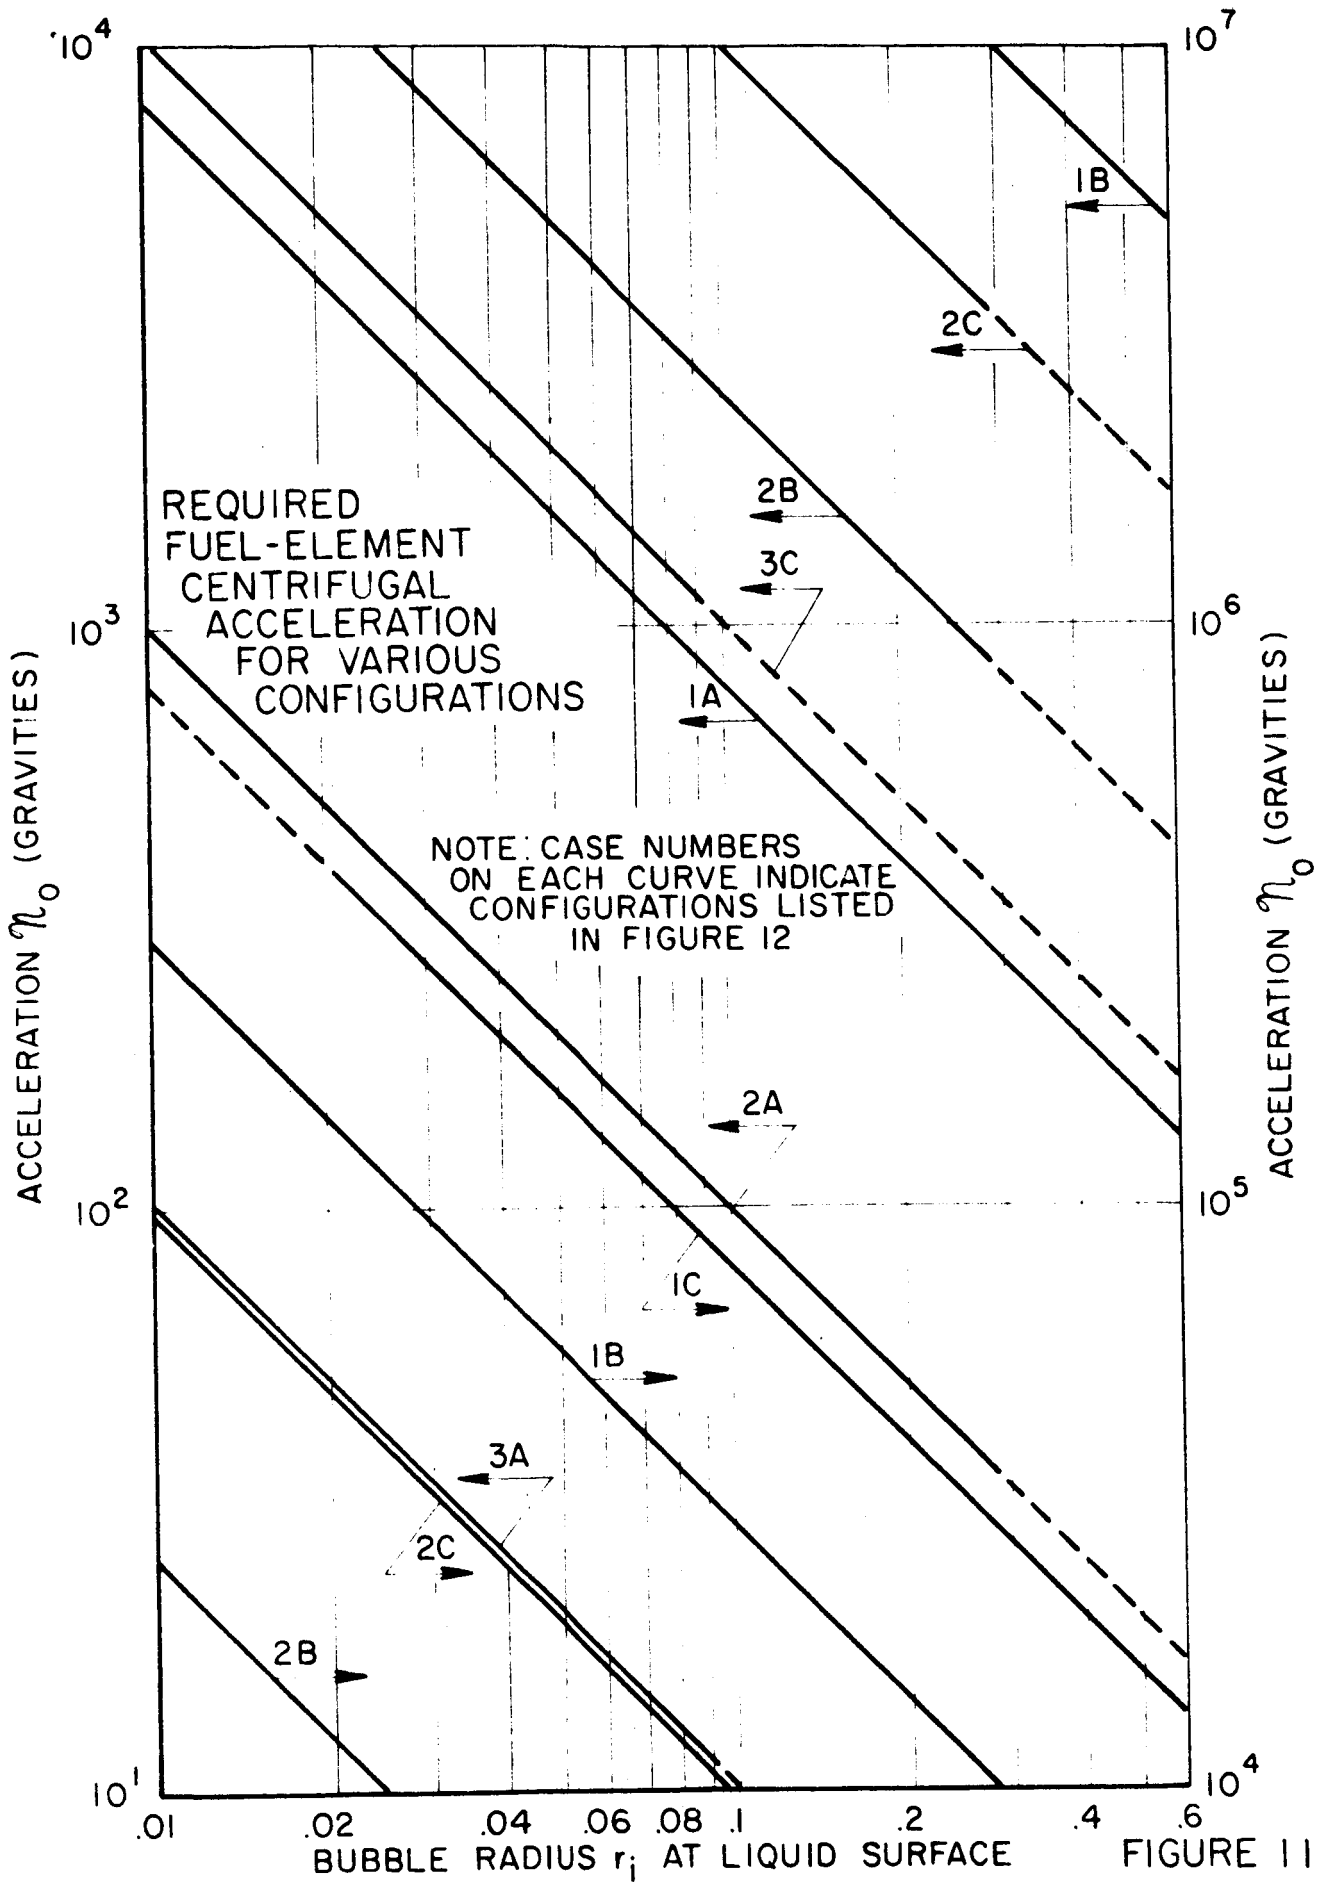 10⁴
10⁷
1B
2C
REQUIRED
FUEL-ELEMENT
CENTRIFUGAL
ACCELERATION
FOR VARIOUS
CONFIGURATIONS
2B
3C
10³
10⁶
1A
NOTE: CASE NUMBERS
ON EACH CURVE INDICATE
CONFIGURATIONS LISTED
IN FIGURE 12
ACCELERATION η₀ (GRAVITIES)
ACCELERATION η₀ (GRAVITIES)
2A
10²
10⁵
1C
1B
3A
2C
2B
10¹
10⁴
.01 .02 .04 .06 .08 .1 .2 .4 .6
BUBBLE RADIUS rᵢ AT LIQUID SURFACE
FIGURE 11